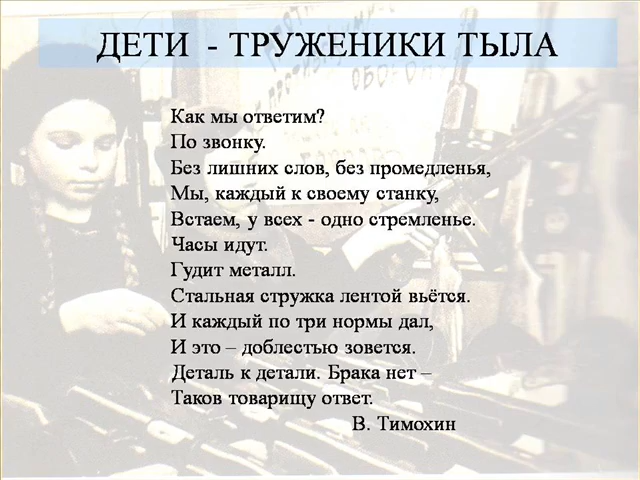 ДЕТИ - ТРУЖЕНИКИ ТЫЛА
Как мы ответим?
По звонку.
Без лишних слов, без промедленья,
Мы, каждый к своему станку,
Встаем, у всех - одно стремленье.
Часы идут.
Гудит металл.
Стальная стружка лентой вьётся.
И каждый по три нормы дал,
И это – доблестью зовется.
Деталь к детали. Брака нет –
Таков товарищу ответ.
В. Тимохин